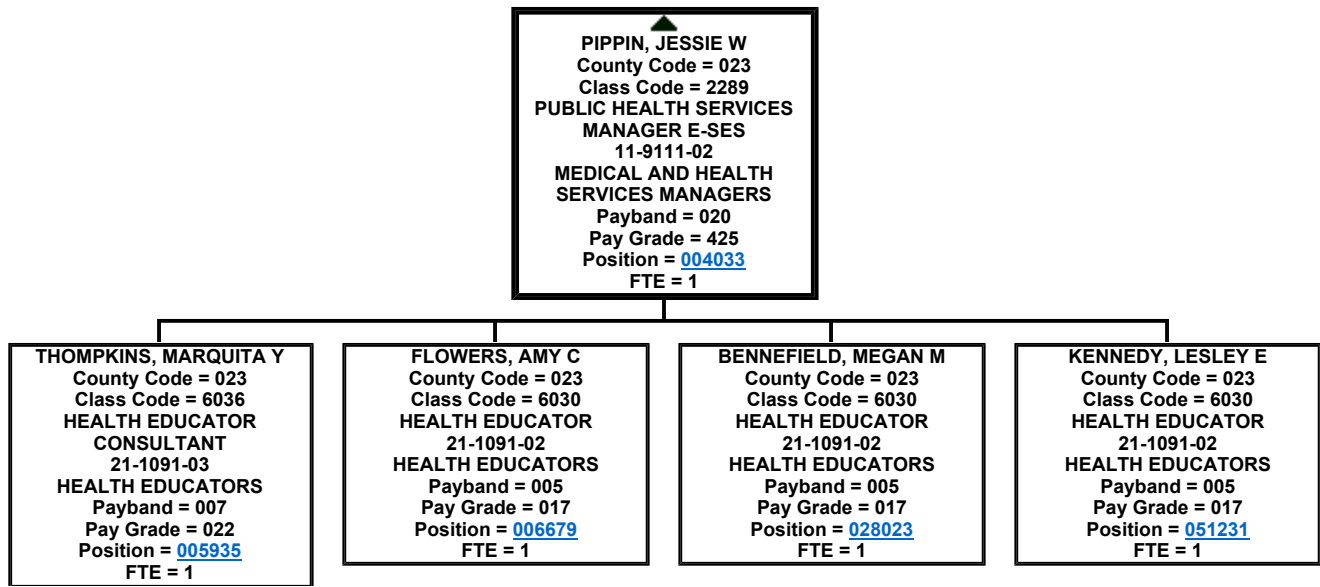 PIPPIN, JESSIE W
County Code = 023
Class Code = 2289
PUBLIC HEALTH SERVICES
MANAGER E-SES
11-9111-02
MEDICAL AND HEALTH
SERVICES MANAGERS
Payband = 020
Pay Grade = 425
Position = 004033
FTE = 1
THOMPKINS, MARQUITA Y
County Code = 023
Class Code = 6036
HEALTH EDUCATOR
CONSULTANT
21-1091-03
HEALTH EDUCATORS
Payband = 007
Pay Grade = 022
Position = 005935
FTE = 1
FLOWERS, AMY C
County Code = 023
Class Code = 6030
HEALTH EDUCATOR
21-1091-02
HEALTH EDUCATORS
Payband = 005
Pay Grade = 017
Position = 006679
FTE = 1
BENNEFIELD, MEGAN M
County Code = 023
Class Code = 6030
HEALTH EDUCATOR
21-1091-02
HEALTH EDUCATORS
Payband = 005
Pay Grade = 017
Position = 028023
FTE = 1
KENNEDY, LESLEY E
County Code = 023
Class Code = 6030
HEALTH EDUCATOR
21-1091-02
HEALTH EDUCATORS
Payband = 005
Pay Grade = 017
Position = 051231
FTE = 1